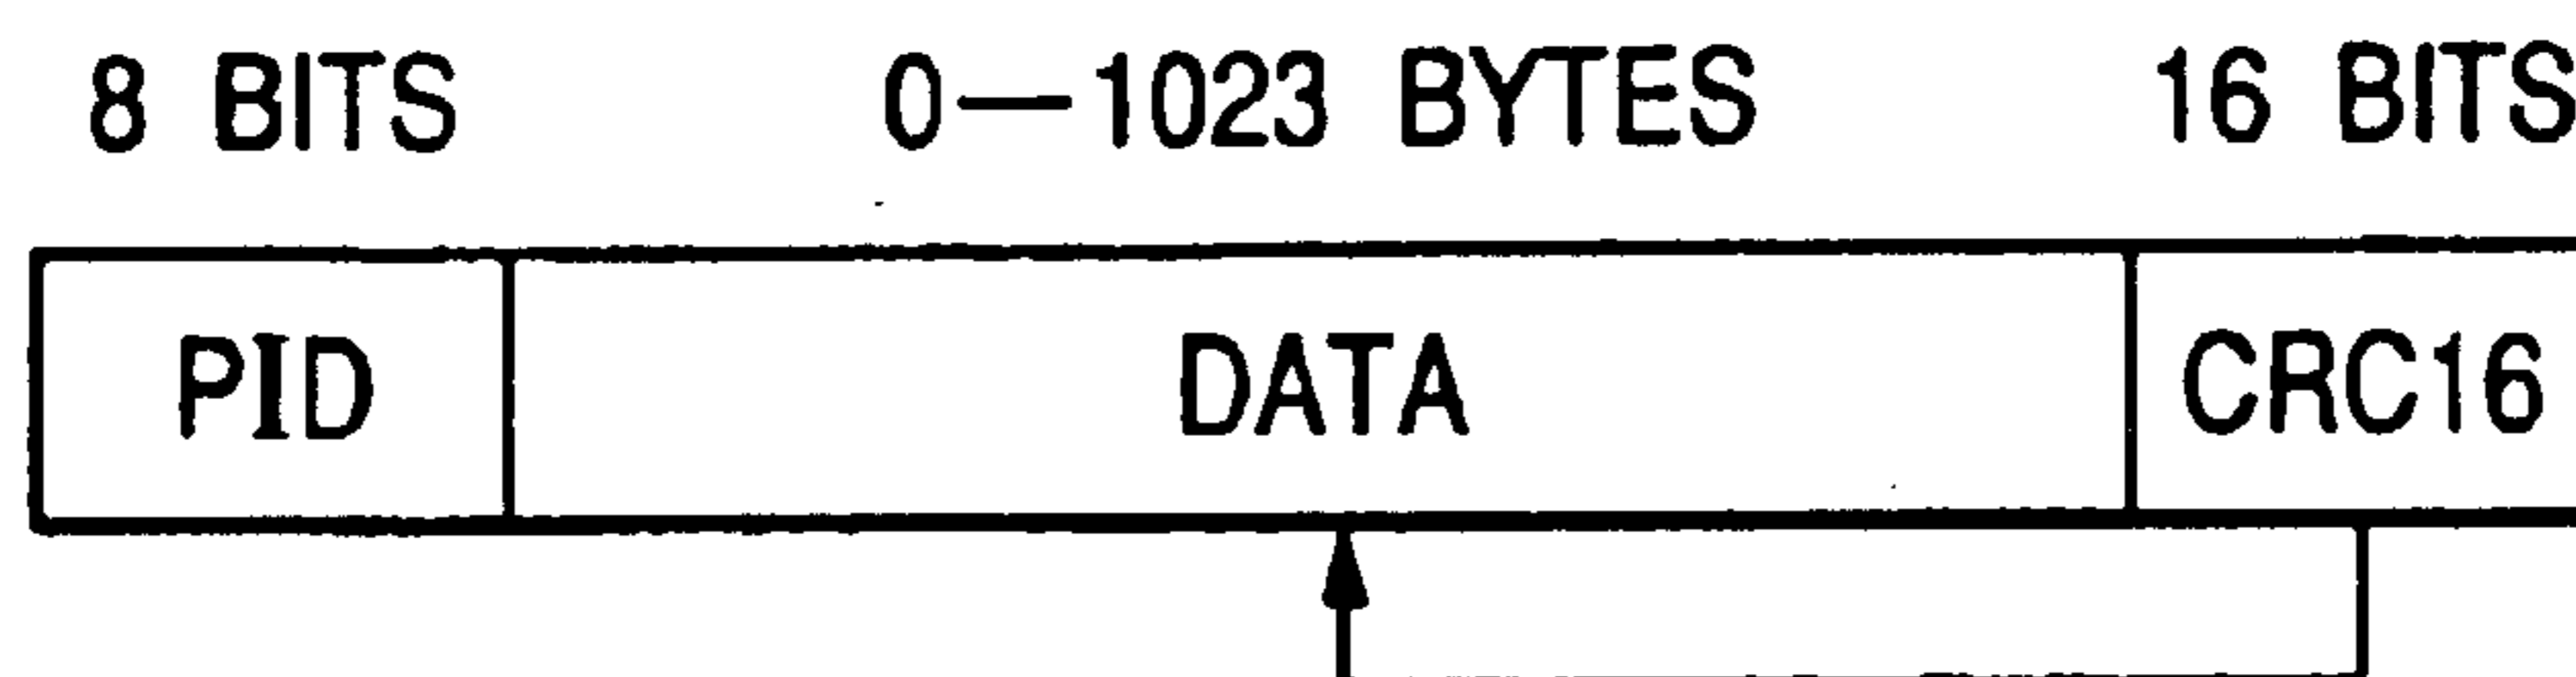 8 BITS 0—1023 BYTES 16 BITS
PID DATA CRC16